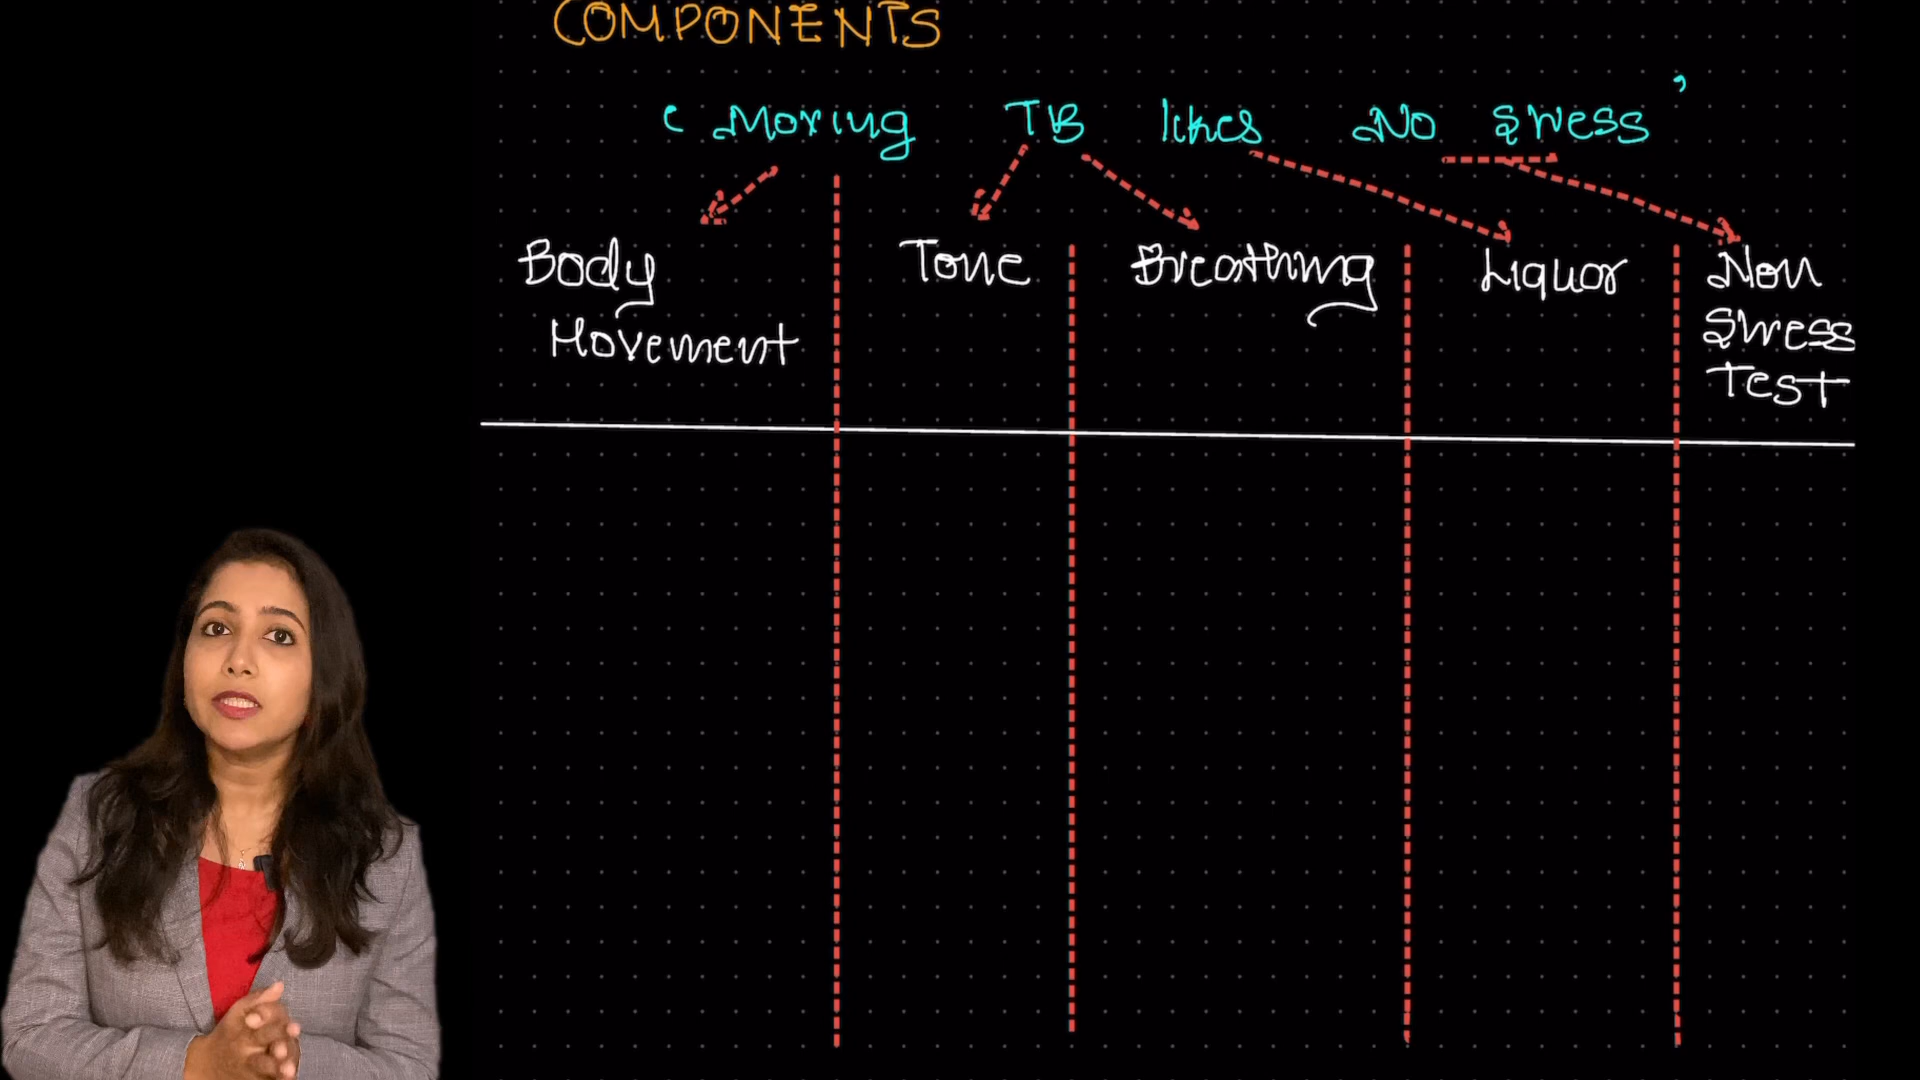 COMPONENTS
‘ Moving TB likes No Stress ’
Body Tone Breathing Liquor Non
Movement Stress
Test